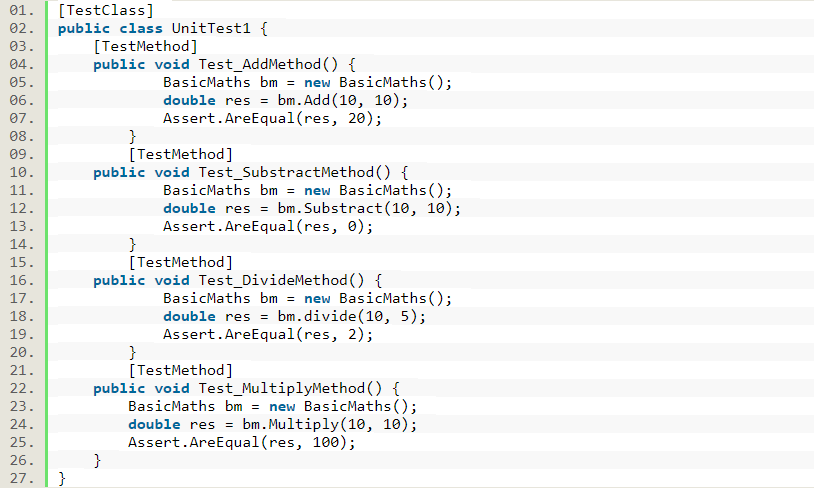 01. [TestClass]
02. public class UnitTest1 {
03.     [TestMethod]
04.     public void Test_AddMethod() {
05.             BasicMaths bm = new BasicMaths();
06.             double res = bm.Add(10, 10);
07.             Assert.AreEqual(res, 20);
08.         }
09.         [TestMethod]
10.     public void Test_SubstractMethod() {
11.             BasicMaths bm = new BasicMaths();
12.             double res = bm.Substract(10, 10);
13.             Assert.AreEqual(res, 0);
14.         }
15.         [TestMethod]
16.     public void Test_DivideMethod() {
17.             BasicMaths bm = new BasicMaths();
18.             double res = bm.divide(10, 5);
19.             Assert.AreEqual(res, 2);
20.         }
21.         [TestMethod]
22.     public void Test_MultiplyMethod() {
23.         BasicMaths bm = new BasicMaths();
24.         double res = bm.Multiply(10, 10);
25.         Assert.AreEqual(res, 100);
26.     }
27. }